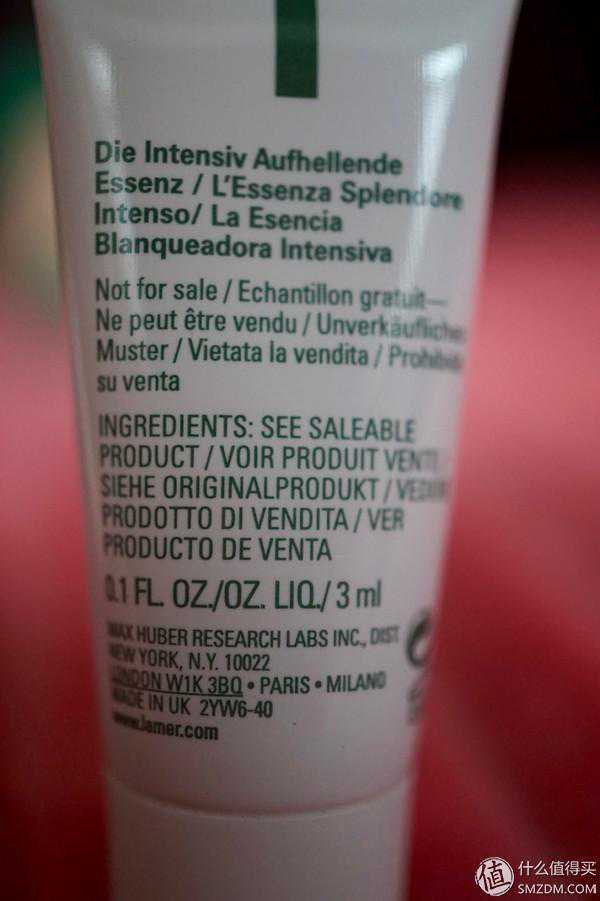 Die Intensiv Aufhellende
Essenz / L'Essenza Splendore
Intenso/ La Esencia
Blanqueadora Intensiva
Not for sale / Echantillon gratuit—
Ne peut être vendu / Unverkäufliches
Muster / Vietata la vendita / Prohibida
su venta
INGREDIENTS: SEE SALEABLE
PRODUCT / VOIR PRODUIT
SIEHE ORIGINALPRODUKT /
PRODOTTO DI VENDITA / VER
PRODUCTO DE VENTA
0.1 FL. OZ./OZ. LIQ./ 3 ml
MAX HUBER RESEARCH LABS INC., DIST
NEW YORK, N.Y. 10022
LONDON W1K 3BQ • PARIS • MILANO
MADE IN UK 2YW6-40
www.lamer.com
值 什么值得买
SMZDM.COM